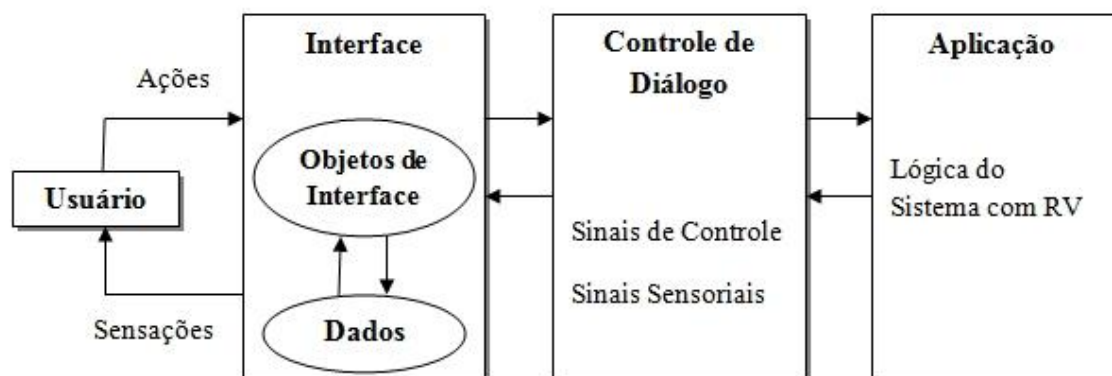 Usuário
Ações
Sensações
Interface
Objetos de
Interface
Dados
Controle de
Diálogo
Sinais de Controle
Sinais Sensoriais
Aplicação
Lógica do
Sistema com RV